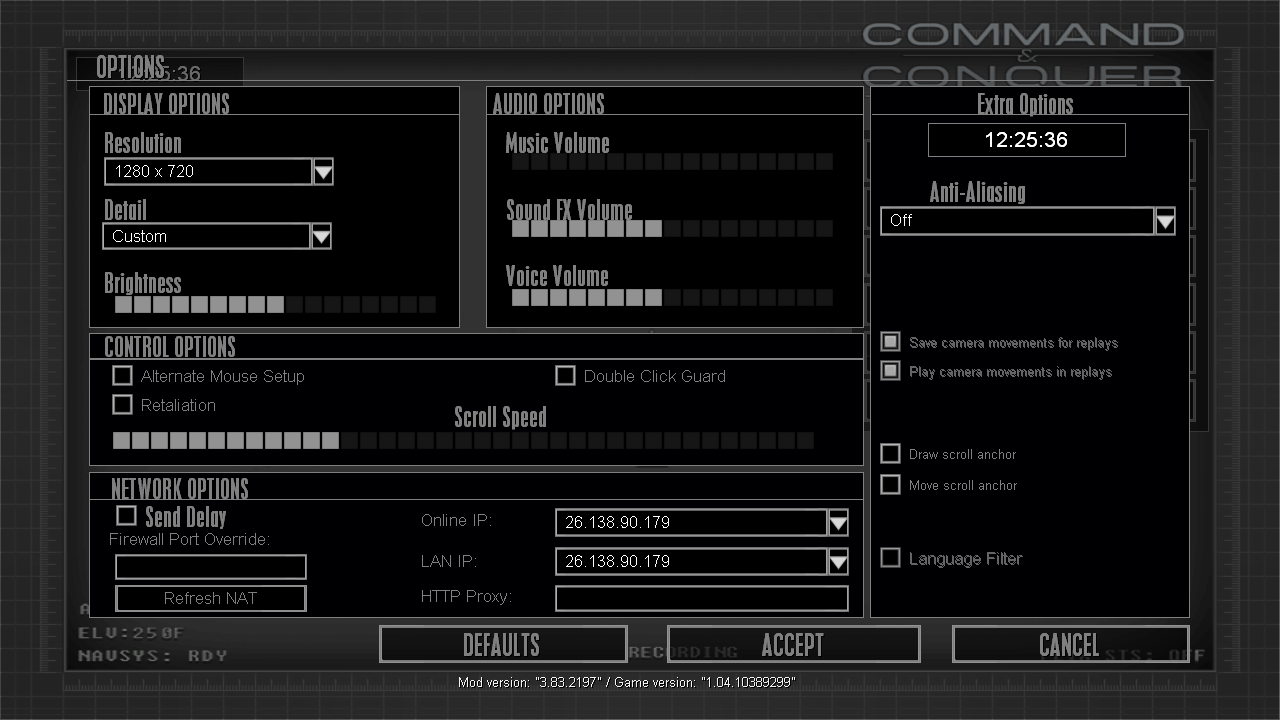 COMMAND
&
CONQUER
OPTIONS
12:25:36
DISPLAY OPTIONS
Resolution
1280 x 720
Detail
Custom
Brightness
AUDIO OPTIONS
Music Volume
Sound FX Volume
Voice Volume
Extra Options
12:25:36
Anti-Aliasing
Off
Save camera movements for replays
Play camera movements in replays
Draw scroll anchor
Move scroll anchor
Language Filter
CONTROL OPTIONS
Alternate Mouse Setup
Double Click Guard
Retaliation
Scroll Speed
NETWORK OPTIONS
Send Delay
Firewall Port Override:
Refresh NAT
Online IP:
26.138.90.179
LAN IP:
26.138.90.179
HTTP Proxy:
ELV:250F
NAVSYS: RDY
RECORDING
STS: OFF
DEFAULTS
ACCEPT
CANCEL
Mod version: "3.83.2197" / Game version: "1.04.10389299"